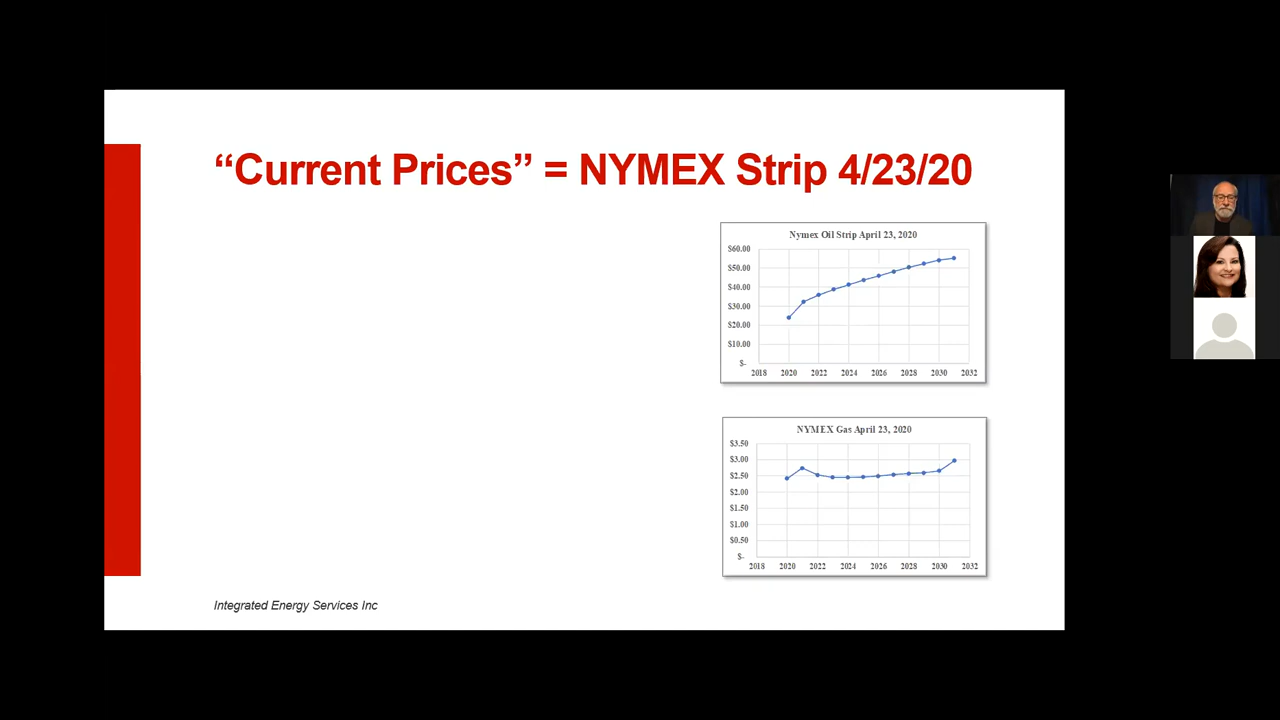 “Current Prices” = NYMEX Strip 4/23/20
Nymex Oil Strip April 23, 2020
$60.00
$50.00
$40.00
$30.00
$20.00
$10.00
$-
2018 2020 2022 2024 2026 2028 2030 2032
NYMEX Gas April 23, 2020
$3.50
$3.00
$2.50
$2.00
$1.50
$1.00
$0.50
$-
2018 2020 2022 2024 2026 2028 2030 2032
Integrated Energy Services Inc